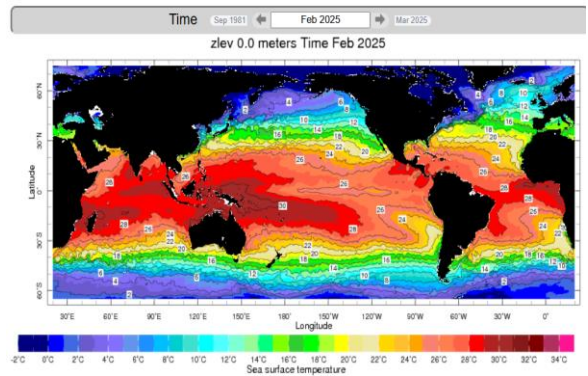 Time Sep 1981 Feb 2025 Mar 2025
zlev 0.0 meters Time Feb 2025
60°N
30°N
0°
30°S
60°S
Latitude
30°E 60°E 90°E 120°E 150°E 180° 150°W 120°W 90°W 60°W 30°W 0°
Longitude
-2°C 0°C 2°C 4°C 6°C 8°C 10°C 12°C 14°C 16°C 18°C 20°C 22°C 24°C 26°C 28°C 30°C 32°C 34°C
Sea surface temperature